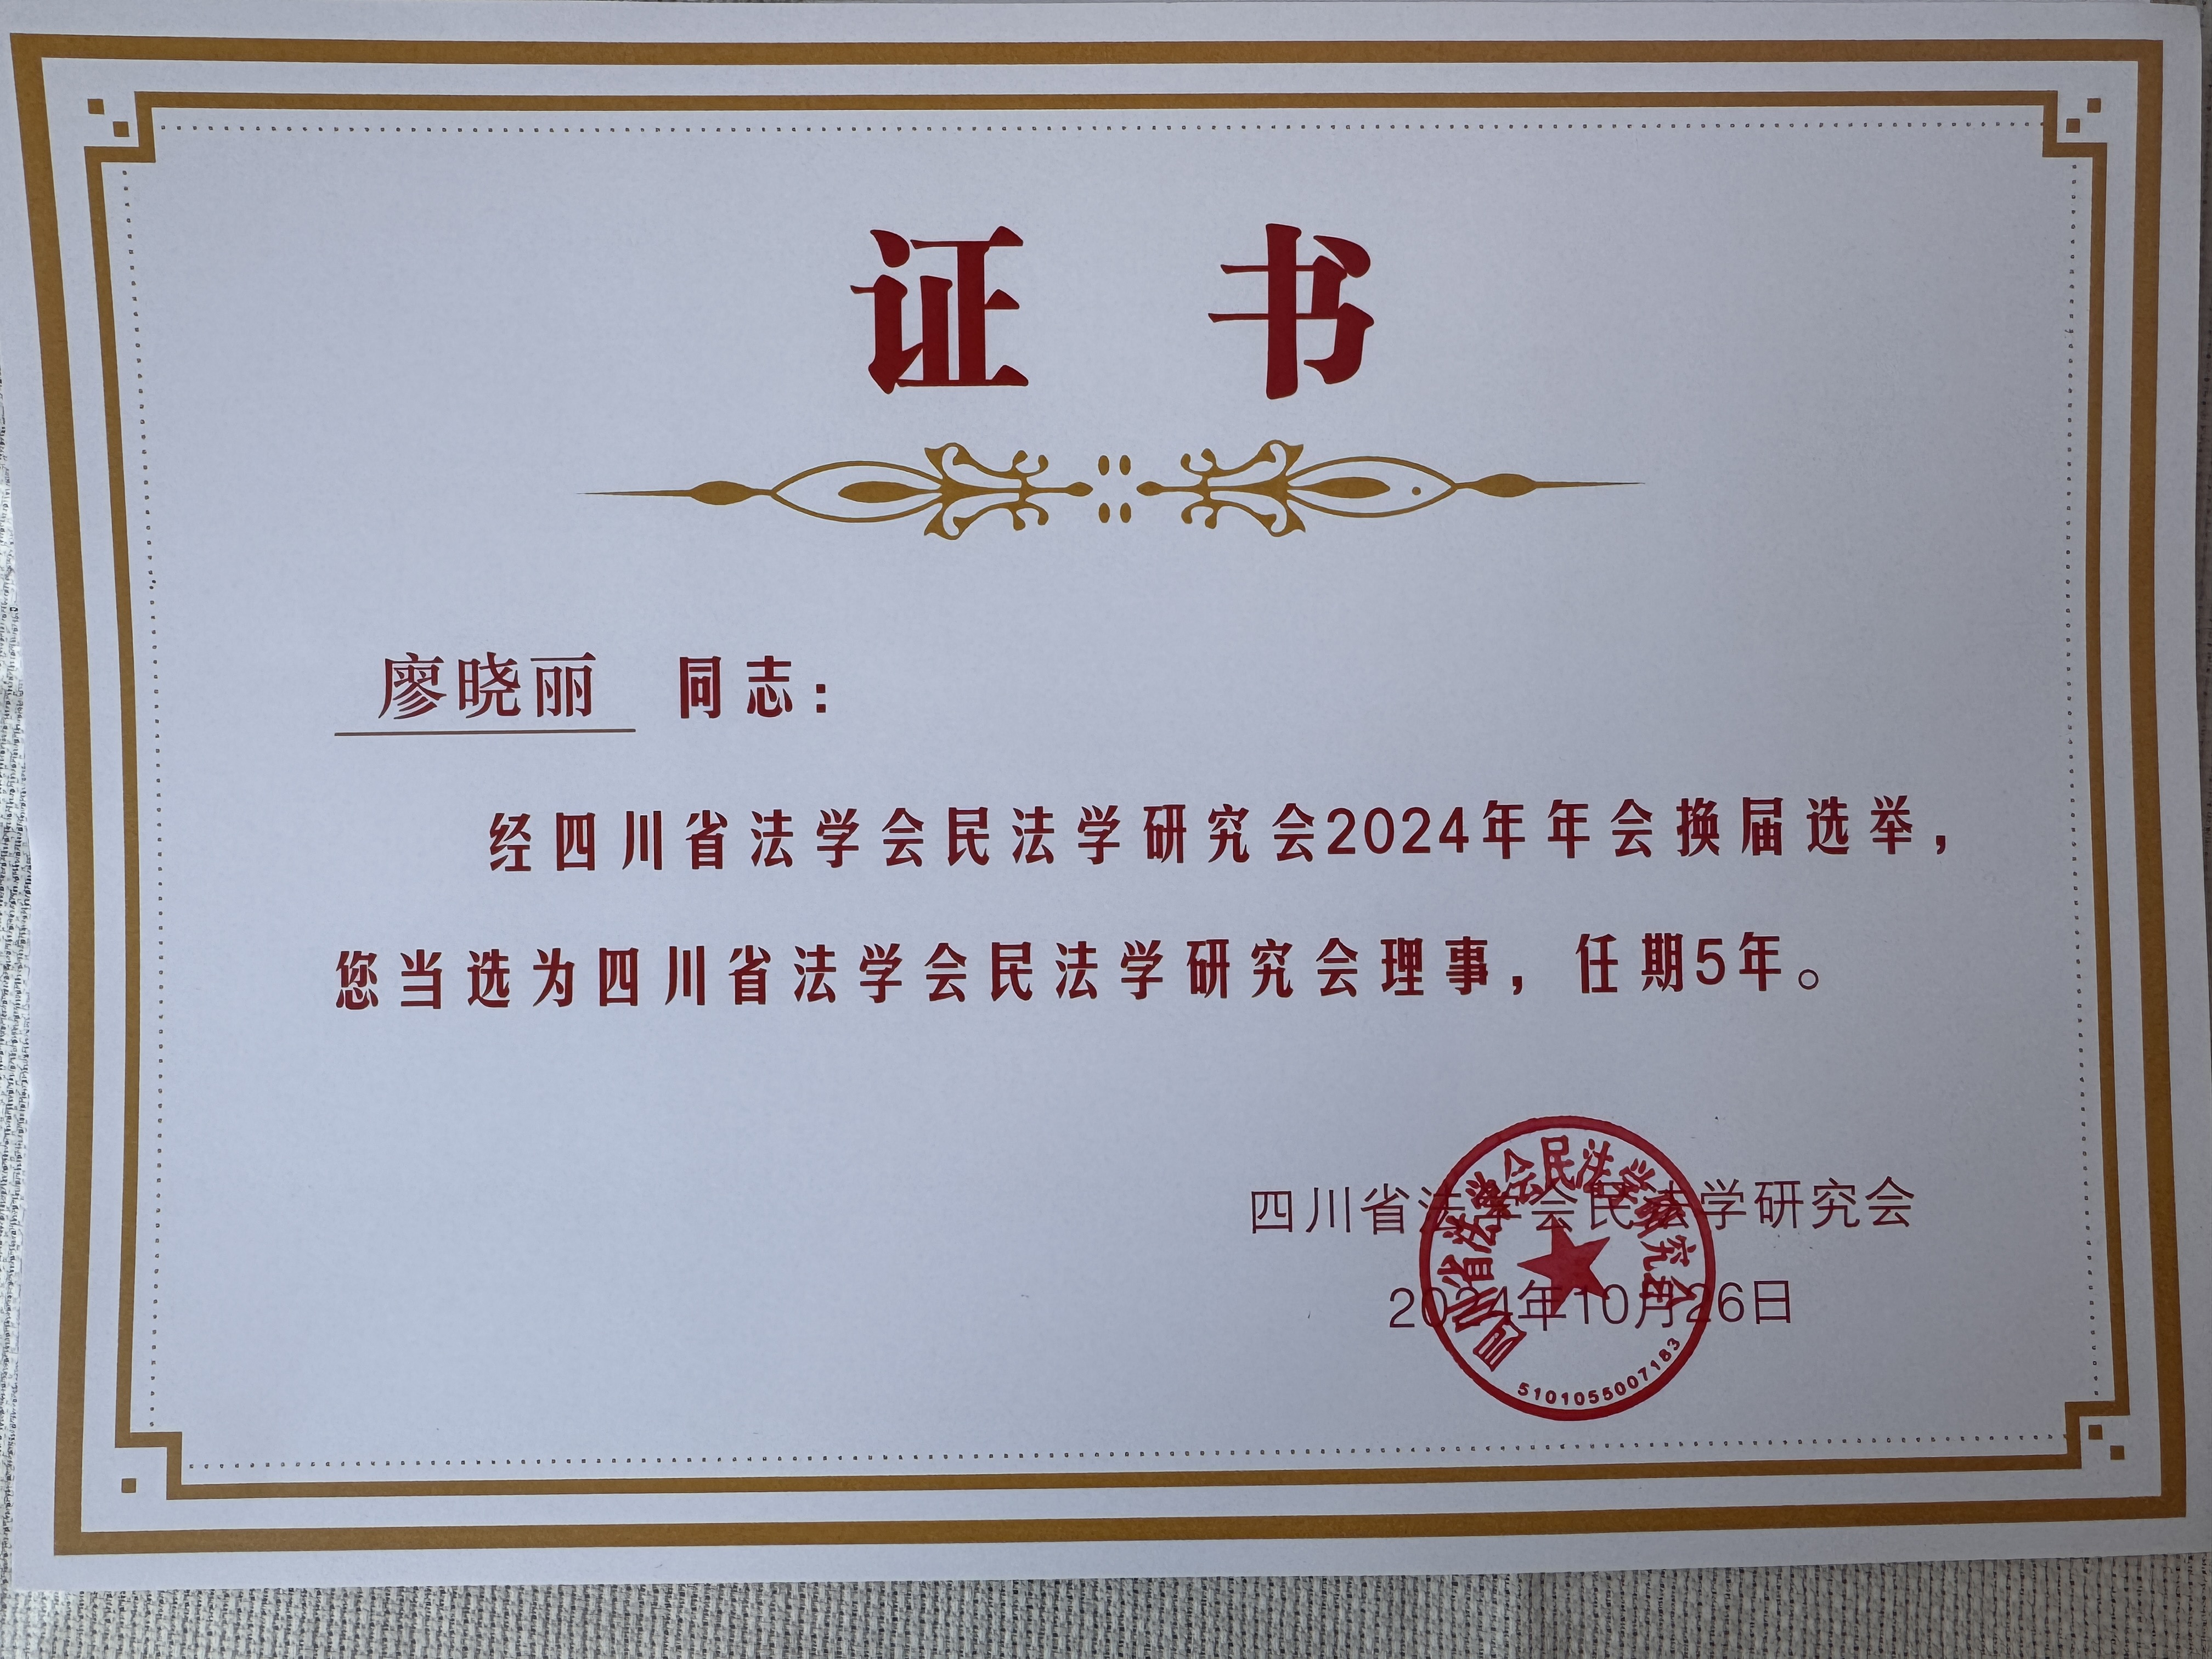 证书
廖晓丽 同志：
经四川省法学会民法学研究会2024年年会换届选举，
您当选为四川省法学会民法学研究会理事，任期5年。
四川省法学会民法学研究会
2024年10月26日
四川省法学会民法学研究会
5101055007183